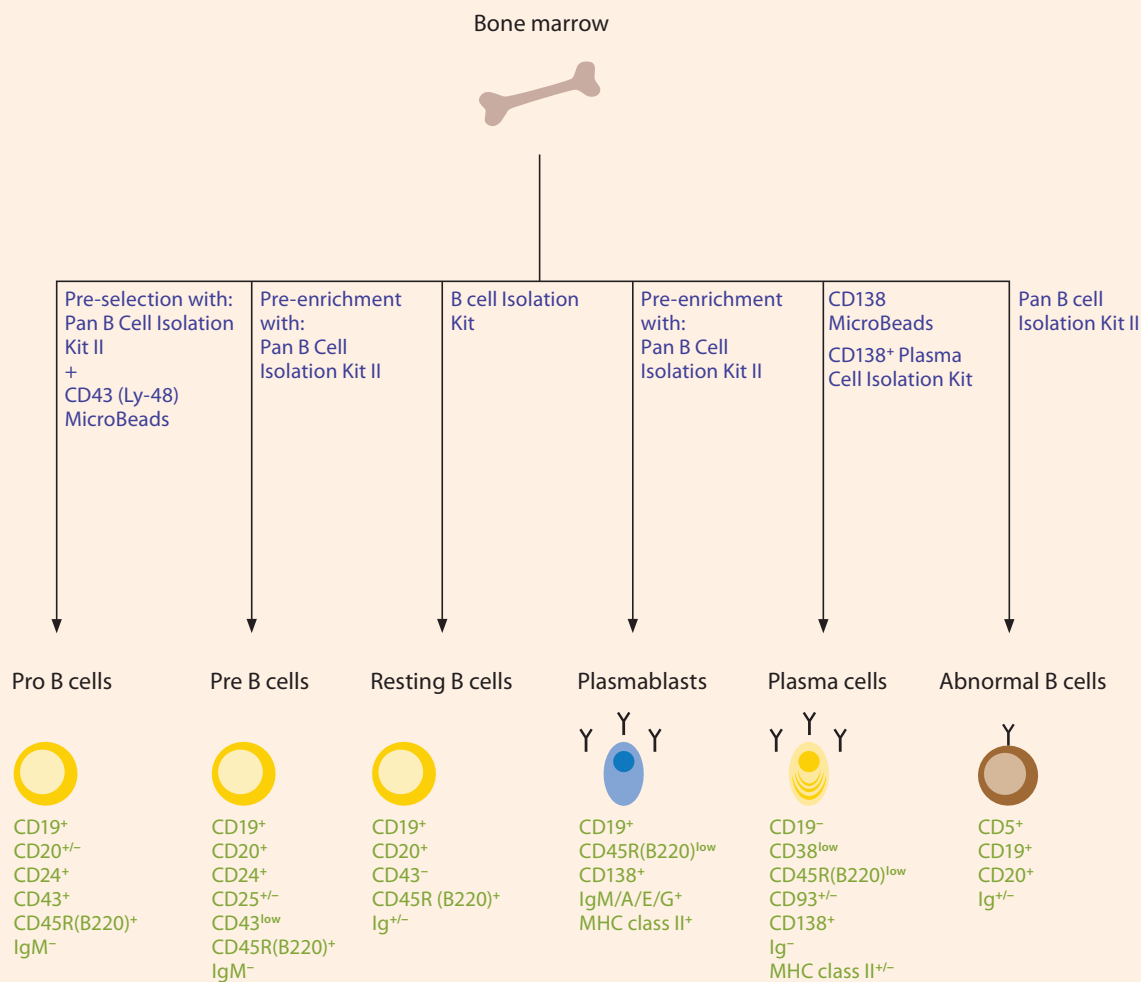 Bone marrow
Pre-selection with:
Pan B Cell Isolation
Kit II
+
CD43 (Ly-48)
MicroBeads
Pre-enrichment
with:
Pan B Cell
Isolation Kit II
B cell Isolation
Kit
Pre-enrichment
with:
Pan B Cell
Isolation Kit II
CD138
MicroBeads
CD138⁺ Plasma
Cell Isolation Kit
Pan B cell
Isolation Kit II
Pro B cells
CD19⁺
CD20⁺/⁻
CD24⁺
CD43⁺
CD45R(B220)⁺
IgM⁻
Pre B cells
CD19⁺
CD20⁺
CD24⁺
CD25⁺/⁻
CD43ˡᵒʷ
CD45R(B220)⁺
IgM⁻
Resting B cells
CD19⁺
CD20⁺
CD43⁻
CD45R (B220)⁺
Ig⁺/⁻
Plasmablasts
CD19⁺
CD45R(B220)ˡᵒʷ
CD138⁺
IgM/A/E/G⁺
MHC class II⁺
Plasma cells
CD19⁻
CD38ˡᵒʷ
CD45R(B220)ˡᵒʷ
CD93⁺/⁻
CD138⁺
Ig⁻
MHC class II⁺/⁻
Abnormal B cells
CD5⁺
CD19⁺
CD20⁺
Ig⁺/⁻